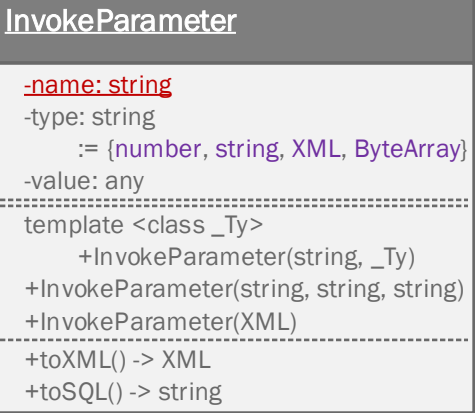 InvokeParameter
-name: string
-type: string
:= {number, string, XML, ByteArray}
-value: any
template <class _Ty>
+InvokeParameter(string, _Ty)
+InvokeParameter(string, string, string)
+InvokeParameter(XML)
+toXML() -> XML
+toSQL() -> string